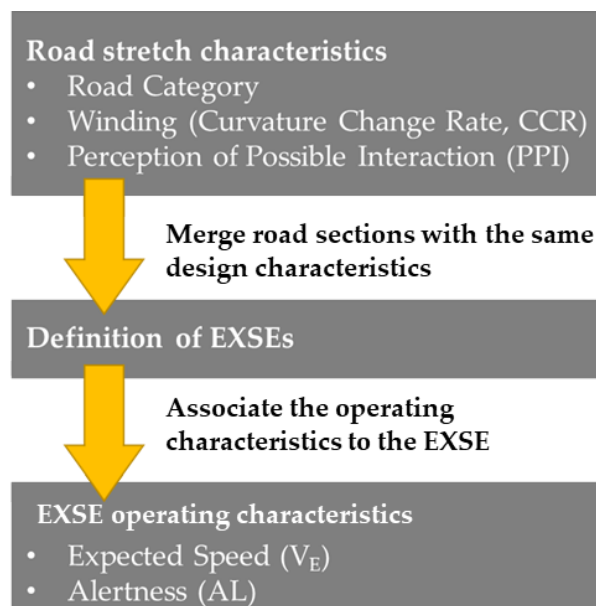 Road stretch characteristics
• Road Category
• Winding (Curvature Change Rate, CCR)
• Perception of Possible Interaction (PPI)
Merge road sections with the same
design characteristics
Definition of EXSEs
Associate the operating
characteristics to the EXSE
EXSE operating characteristics
• Expected Speed (V_E)
• Alertness (AL)